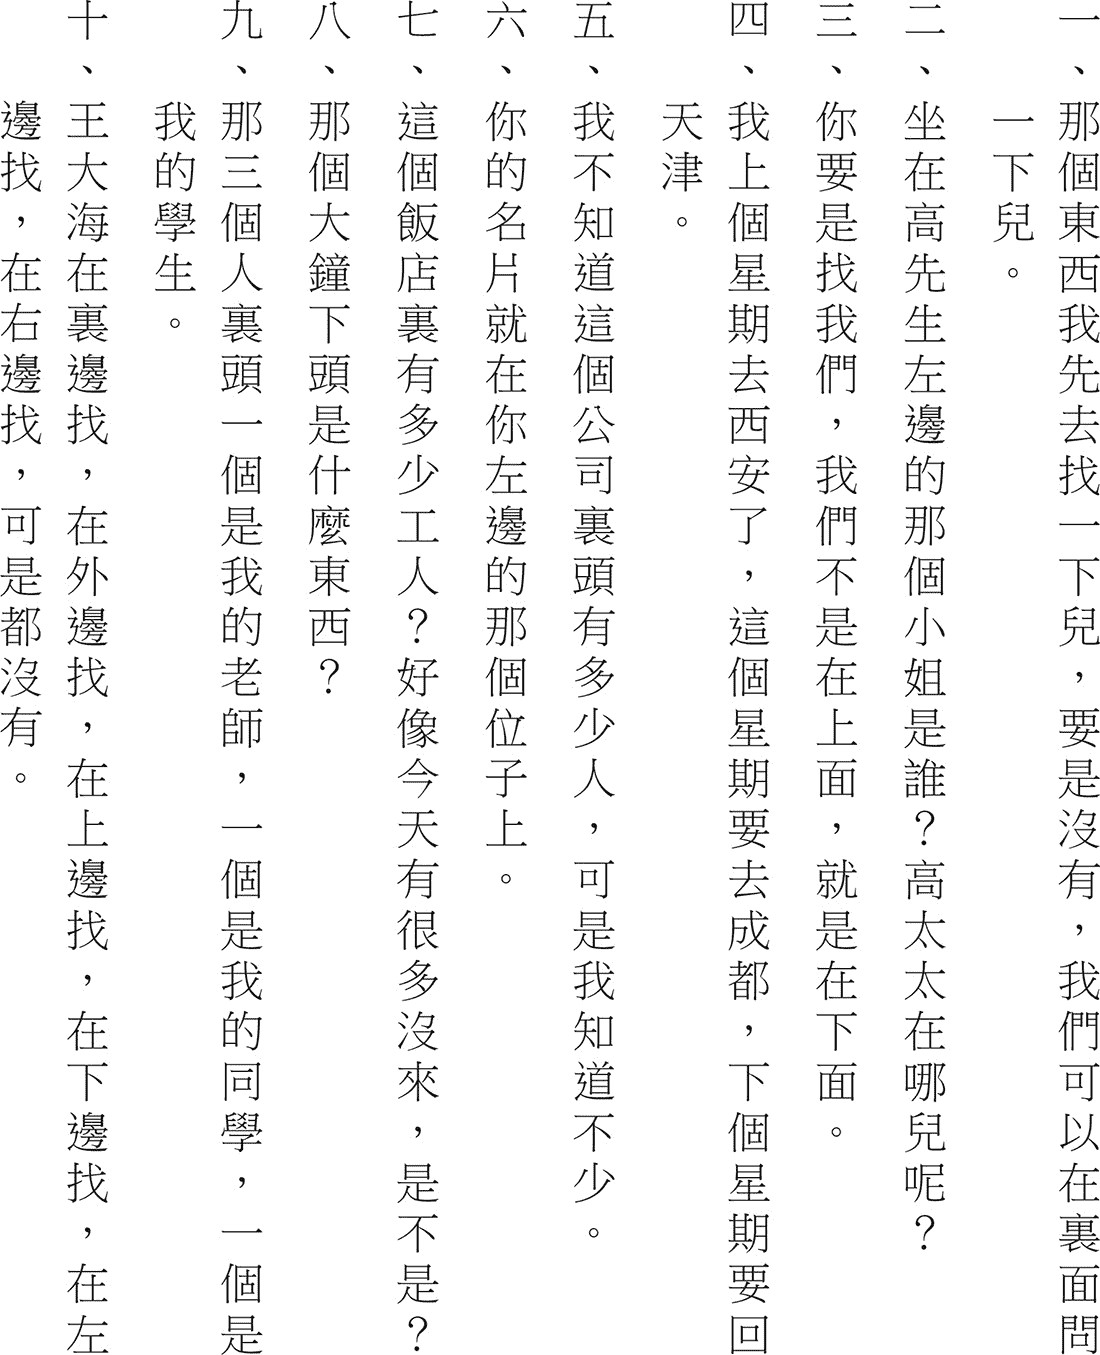 一、那個東西我先去找一下兒，要是沒有，我們可以在裏面問
一下兒。
二、坐在高先生左邊的那個小姐是誰？高太太在哪兒呢？
三、你要是找我們，我們不是在上面，就是在下面。
四、我上個星期去西安了，這個星期要去成都，下個星期要回
天津。
五、我不知道這個公司裏頭有多少人，可是我知道不少。
六、你的名片就在你左邊的那個位子上。
七、這個飯店裏有多少工人？好像今天有很多沒來，是不是？
八、那個大鐘下頭是什麼東西？
九、那三個人裏頭一個是我的老師，一個是我的同學，一個是
我的學生。
十、王大海在裏邊找，在外邊找，在上邊找，在下邊找，在左
邊找，在右邊找，可是都沒有。